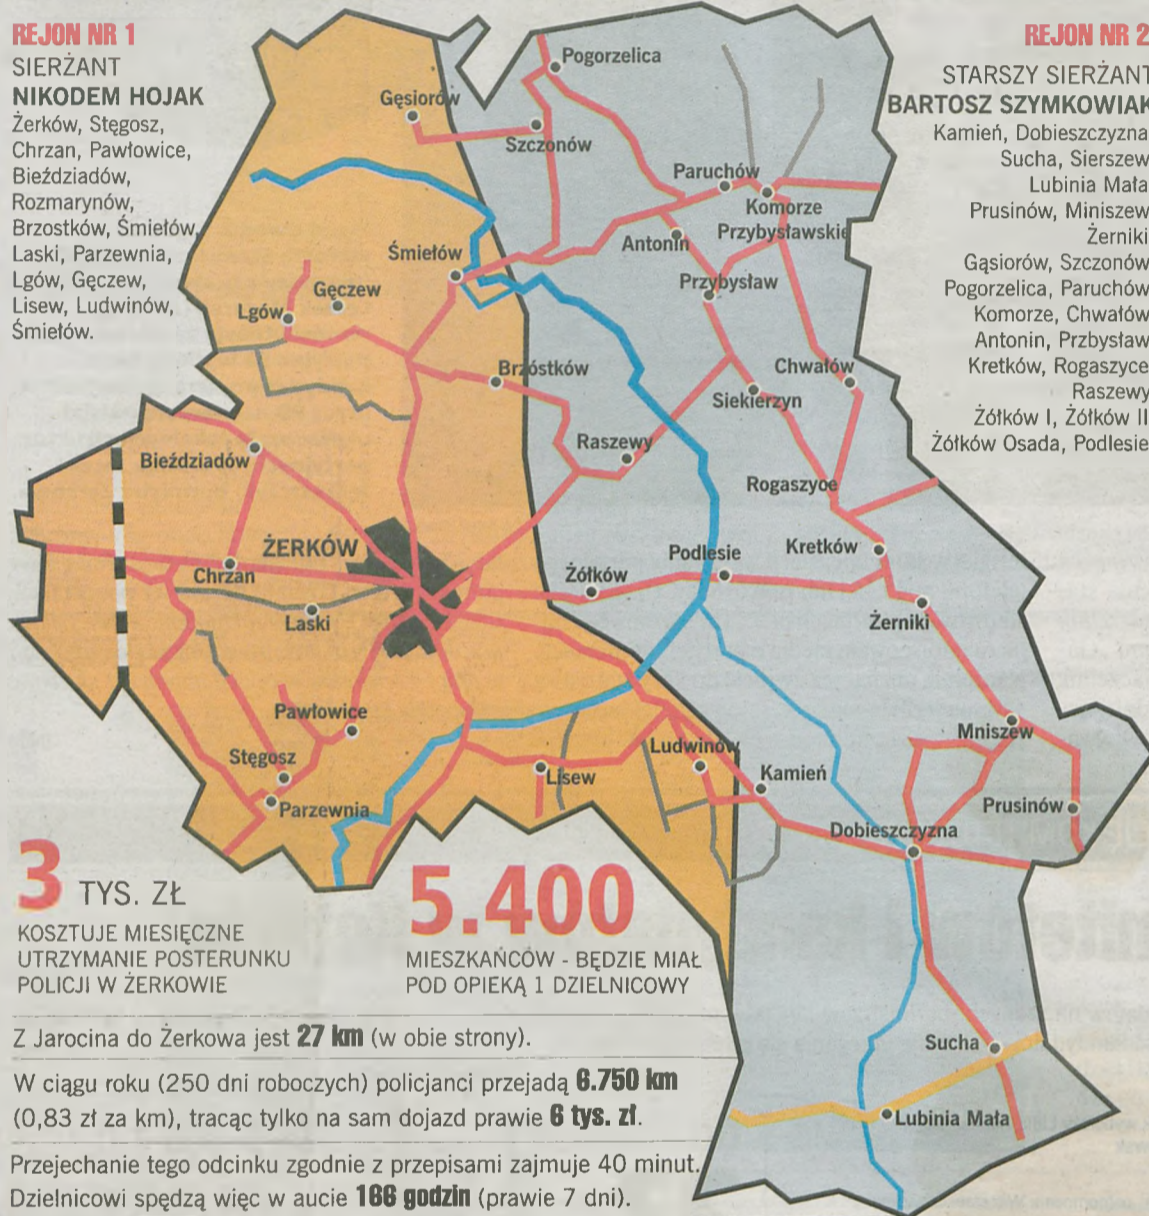 REJON NR 1
SIERŻANT
NIKODEM HOJAK
Żerków, Stęgosz,
Chrzan, Pawłowice,
Bieździadów,
Rozmarynów,
Brzostków, Śmiełów,
Laski, Parzewnia,
Lgów, Gęczew,
Lisew, Ludwinów,
Śmiełów.
REJON NR 2
STARSZY SIERŻANT
BARTOSZ SZYMKOWIAK
Kamień, Dobieszczyzna
Sucha, Sierszew
Lubinia Mała
Prusinów, Miniszew
Żerniki
Gąsiorów, Szczonów
Pogorzelica, Paruchów
Komorze, Chwałów
Antonin, Przbysław
Kretków, Rogaszyce
Raszewy
Żółków I, Żółków II
Żółków Osada, Podlesie
Pogorzelica
Gęsiorów
Szczonów
Paruchów
Komorze
Przybysławskie
Antonin
Śmiełów
Przybysław
Gęczew
Lgów
Brzóstków
Chwałów
Siekierzyn
Raszewy
Bieździadów
Rogaszyce
ŻERKÓW
Podlesie
Kretków
Chrzan
Żółków
Laski
Żerniki
Pawłowice
Mniszew
Stęgosz
Ludwinów
Lisew
Kamień
Parzewnia
Prusinów
Dobieszczyzna
Sucha
Lubinia Mała
3 TYS. ZŁ
KOSZTUJE MIESIĘCZNE
UTRZYMANIE POSTERUNKU
POLICJI W ŻERKOWIE
5.400
MIESZKAŃCÓW - BĘDZIE MIAŁ
POD OPIEKĄ 1 DZIELNICOWY
Z Jarocina do Żerkowa jest 27 km (w obie strony).
W ciągu roku (250 dni roboczych) policjanci przejadą 6.750 km
(0,83 zł za km), tracąc tylko na sam dojazd prawie 6 tys. zł.
Przejechanie tego odcinku zgodnie z przepisami zajmuje 40 minut.
Dzielnicowi spędzą więc w aucie 166 godzin (prawie 7 dni).